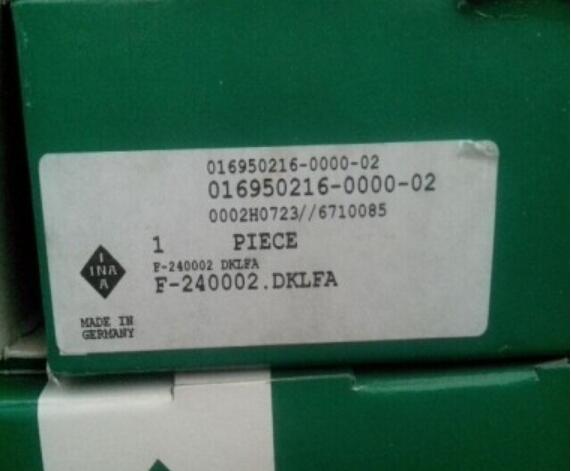 016950216-0000-02
016950216-0000-02
0002H0723//6710085
1 PIECE
F-240002 DKLFA
F-240002.DKLFA
I
INA
A
MADE IN
GERMANY